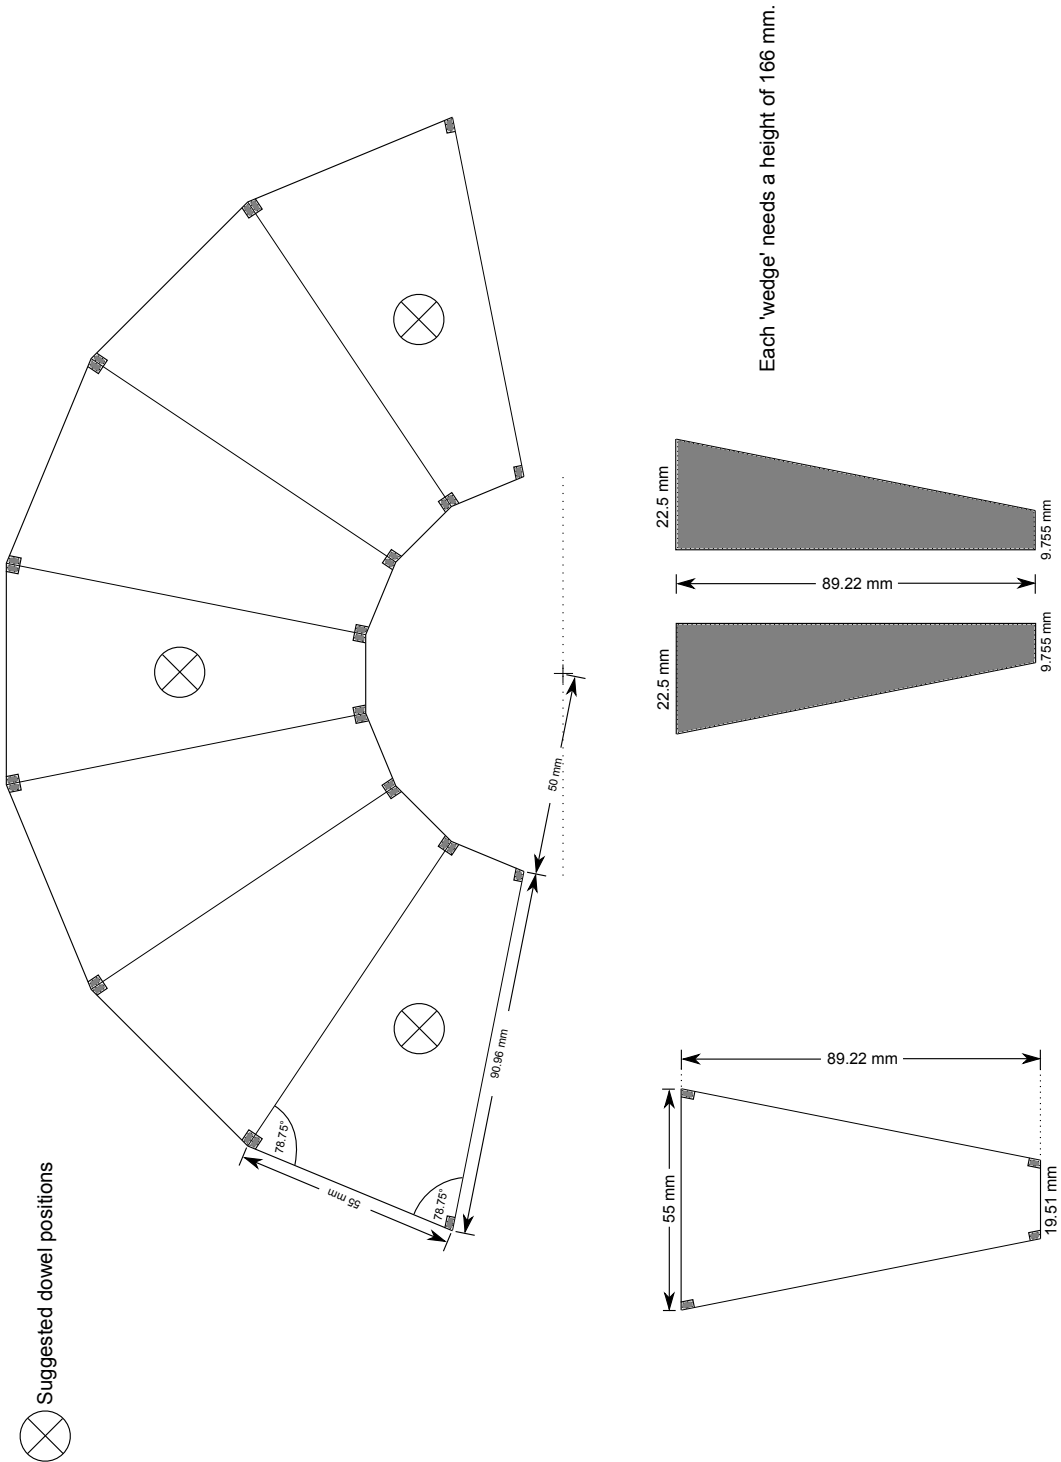 Suggested dowel positions
Each 'wedge' needs a height of 166 mm.
50 mm
90.96 mm
78.75°
78.75°
55 mm
22.5 mm
22.5 mm
89.22 mm
9.755 mm
9.755 mm
89.22 mm
55 mm
19.51 mm